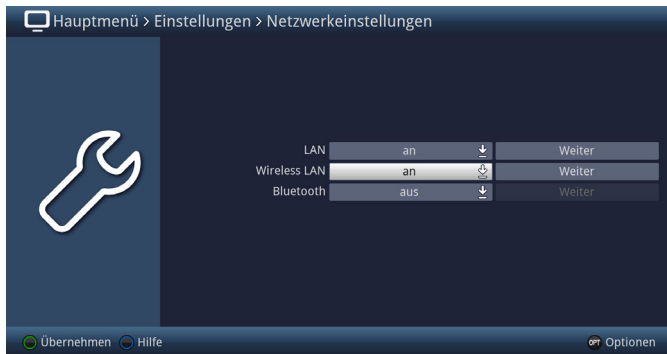 Hauptmenü > Einstellungen > Netzwerkeinstellungen
LAN an Weiter
Wireless LAN an Weiter
Bluetooth aus Weiter
Übernehmen Hilfe OPT Optionen